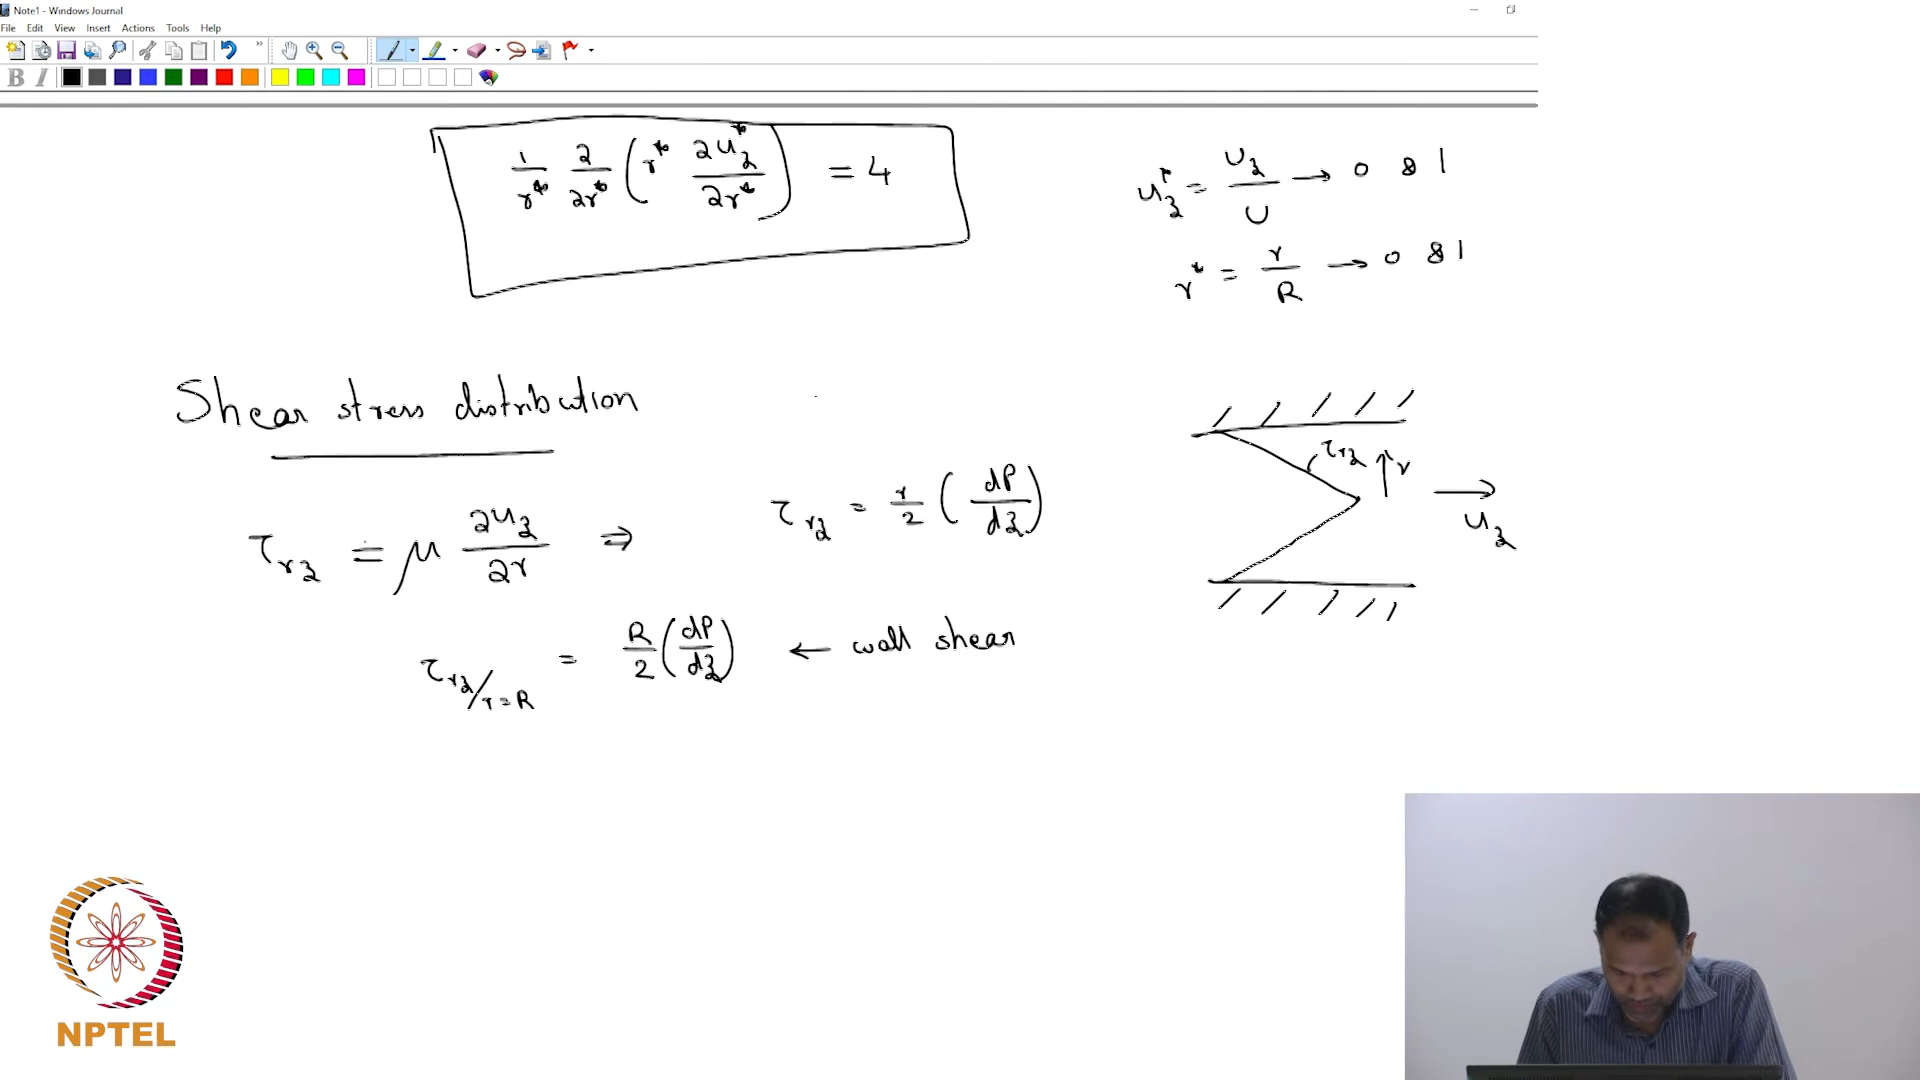 Note1 - Windows Journal
File Edit View Insert Actions Tools Help
B I
1/r* ∂/∂r* (r* ∂u_z*/∂r*) = 4
u_z* = u_z/U → 0 & 1
r* = r/R → 0 & 1
Shear stress distribution
τ_rz = μ ∂u_z/∂r ⇒ τ_rz = r/2 (dP/dz)
τ_rz r
u_z
τ_rz/r=R = R/2 (dP/dz) ← wall shear
NPTEL